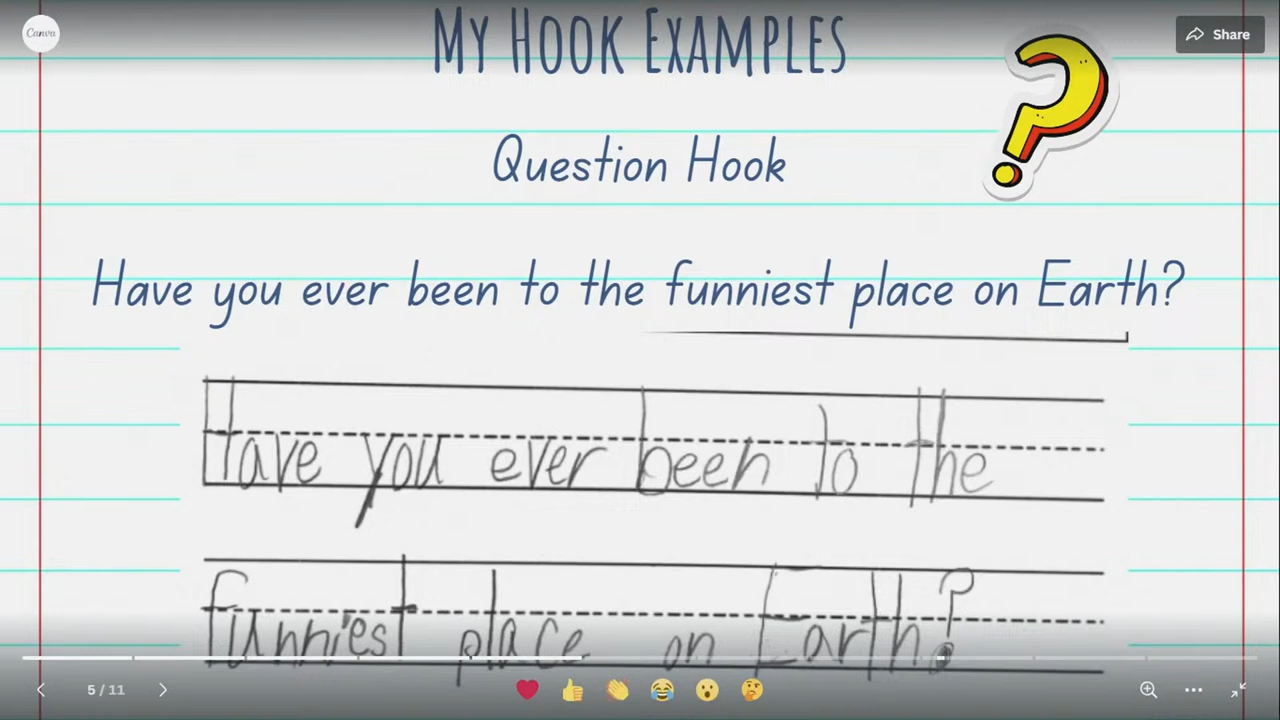 Canva
MY HOOK EXAMPLES
Share
Question Hook
Have you ever been to the funniest place on Earth?
Have you ever been to the
funniest place on Earth?
5 / 11